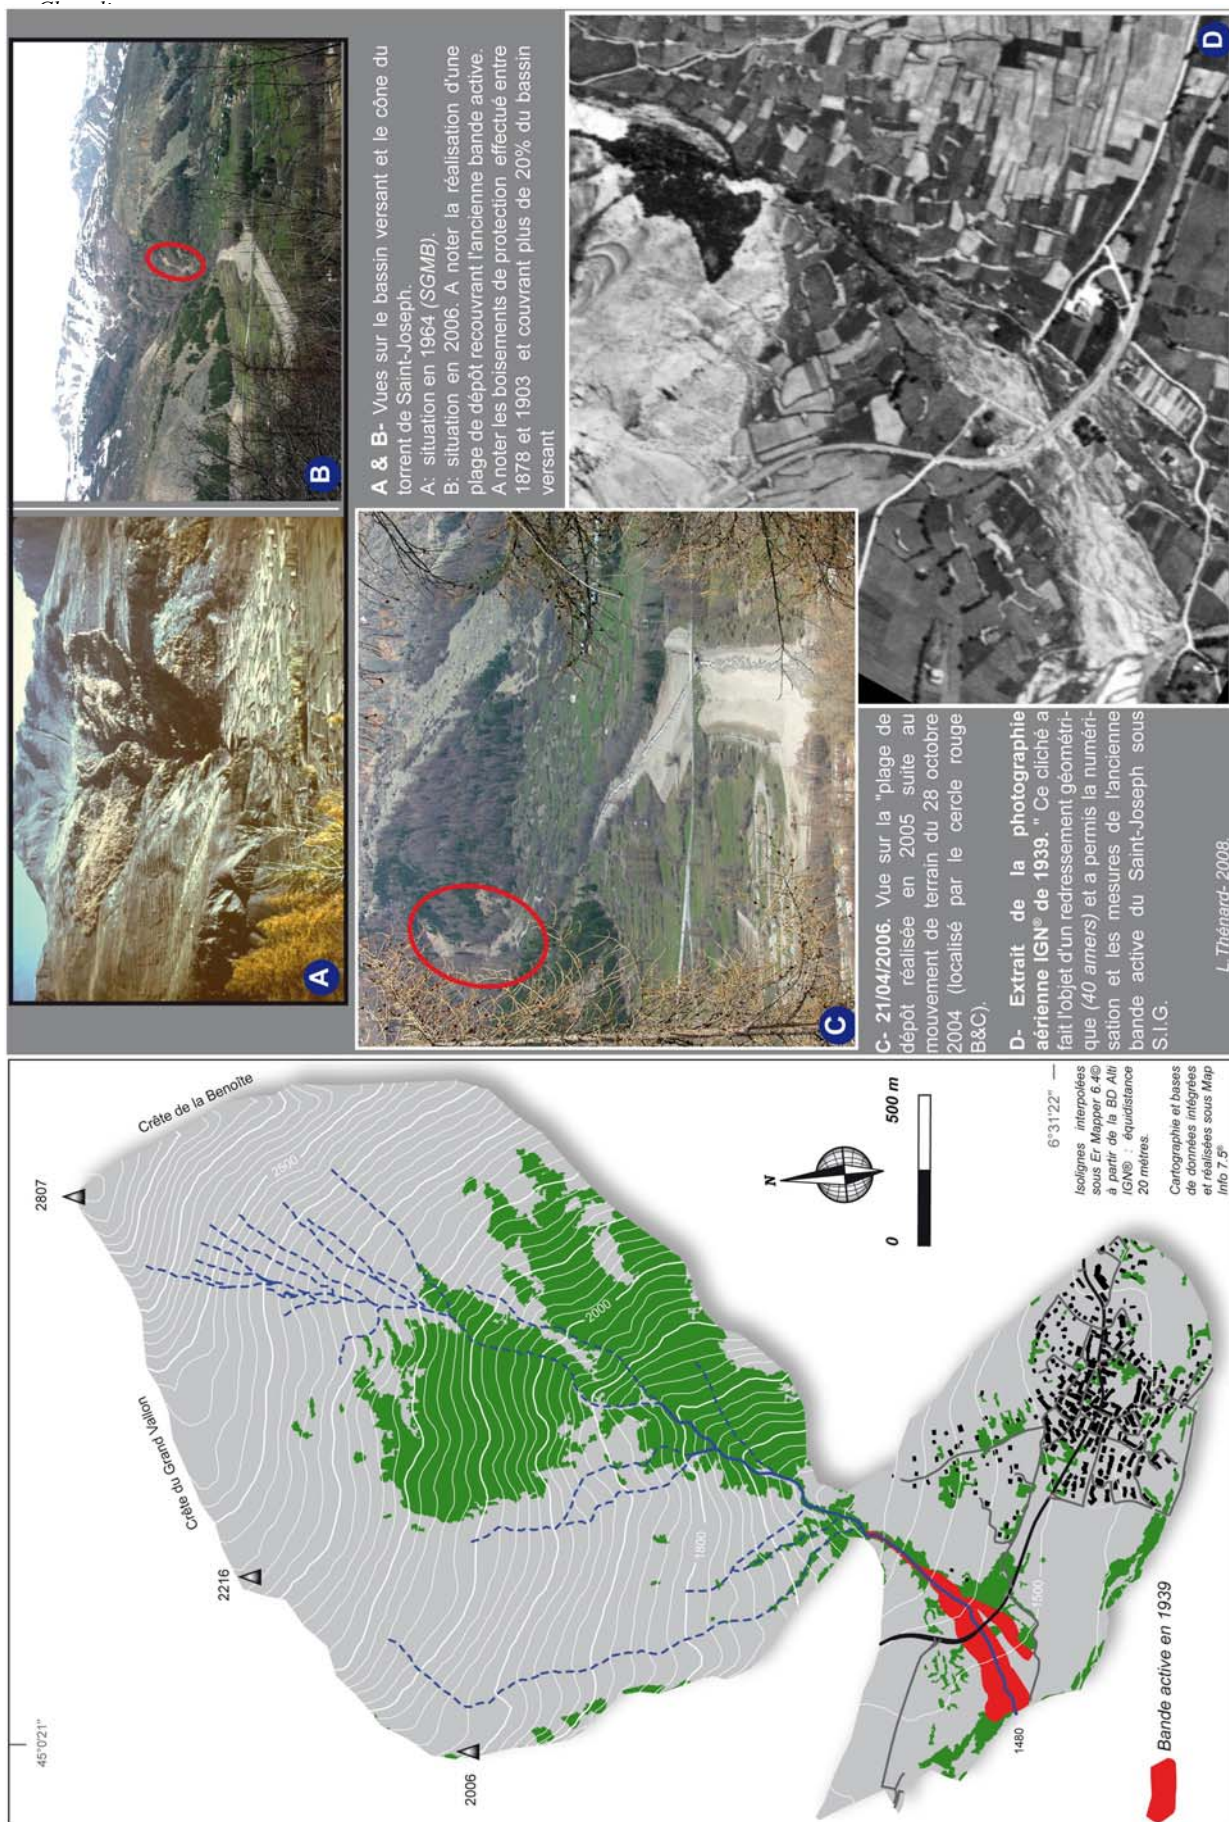 A
B
A & B- Vues sur le bassin versant et le cône du
torrent de Saint-Joseph.
A: situation en 1964 (SGMB).
B: situation en 2006. A noter la réalisation d'une
plage de dépôt recouvrant l'ancienne bande active.
A noter les boisements de protection effectué entre
1878 et 1903 et couvrant plus de 20% du bassin
versant
C
D
C- 21/04/2006. Vue sur la "plage de
dépôt réalisée en 2005 suite au
mouvement de terrain du 28 octobre
2004 (localisé par le cercle rouge
B&C).
D- Extrait de la photographie
aérienne IGN® de 1939. " Ce cliché a
fait l'objet d'un redressement géométri-
que (40 amers) et a permis la numéri-
sation et les mesures de l'ancienne
bande active du Saint-Joseph sous
S.I.G.
L.Thénard-2008.
45°0'21"
2807
Crête de la Benoîte
Crête du Grand Vallon
2216
2006
2500
2000
1800
1500
1480
N
0
500 m
6°31'22"
Isolignes interpolées
sous Er Mapper 6.4©
à partir de la BD Alti
IGN® : équidistance
20 mètres.
Cartographie et bases
de données intégrées
et réalisées sous Map
Info 7.5®
Bande active en 1939